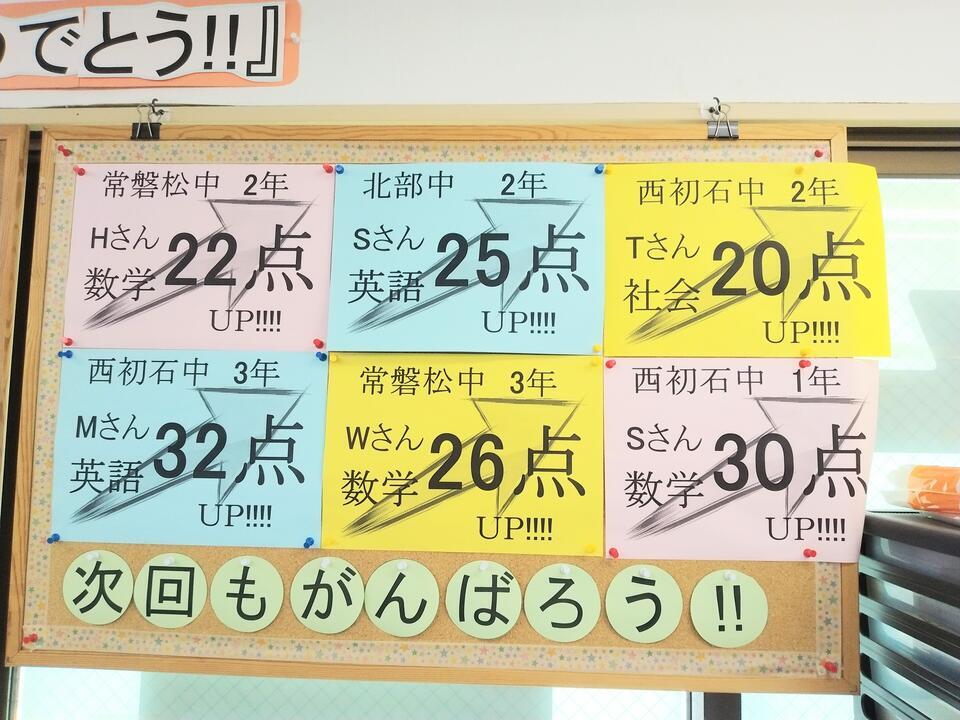 でとう!!』
常磐松中 2年
Hさん
数学 22点
UP!!!!
北部中 2年
Sさん
英語 25点
UP!!!!
西初石中 2年
Tさん
社会 20点
UP!!!!
西初石中 3年
Mさん
英語 32点
UP!!!!
常磐松中 3年
Wさん
数学 26点
UP!!!!
西初石中 1年
Sさん
数学 30点
UP!!!!
次回もがんばろう!!